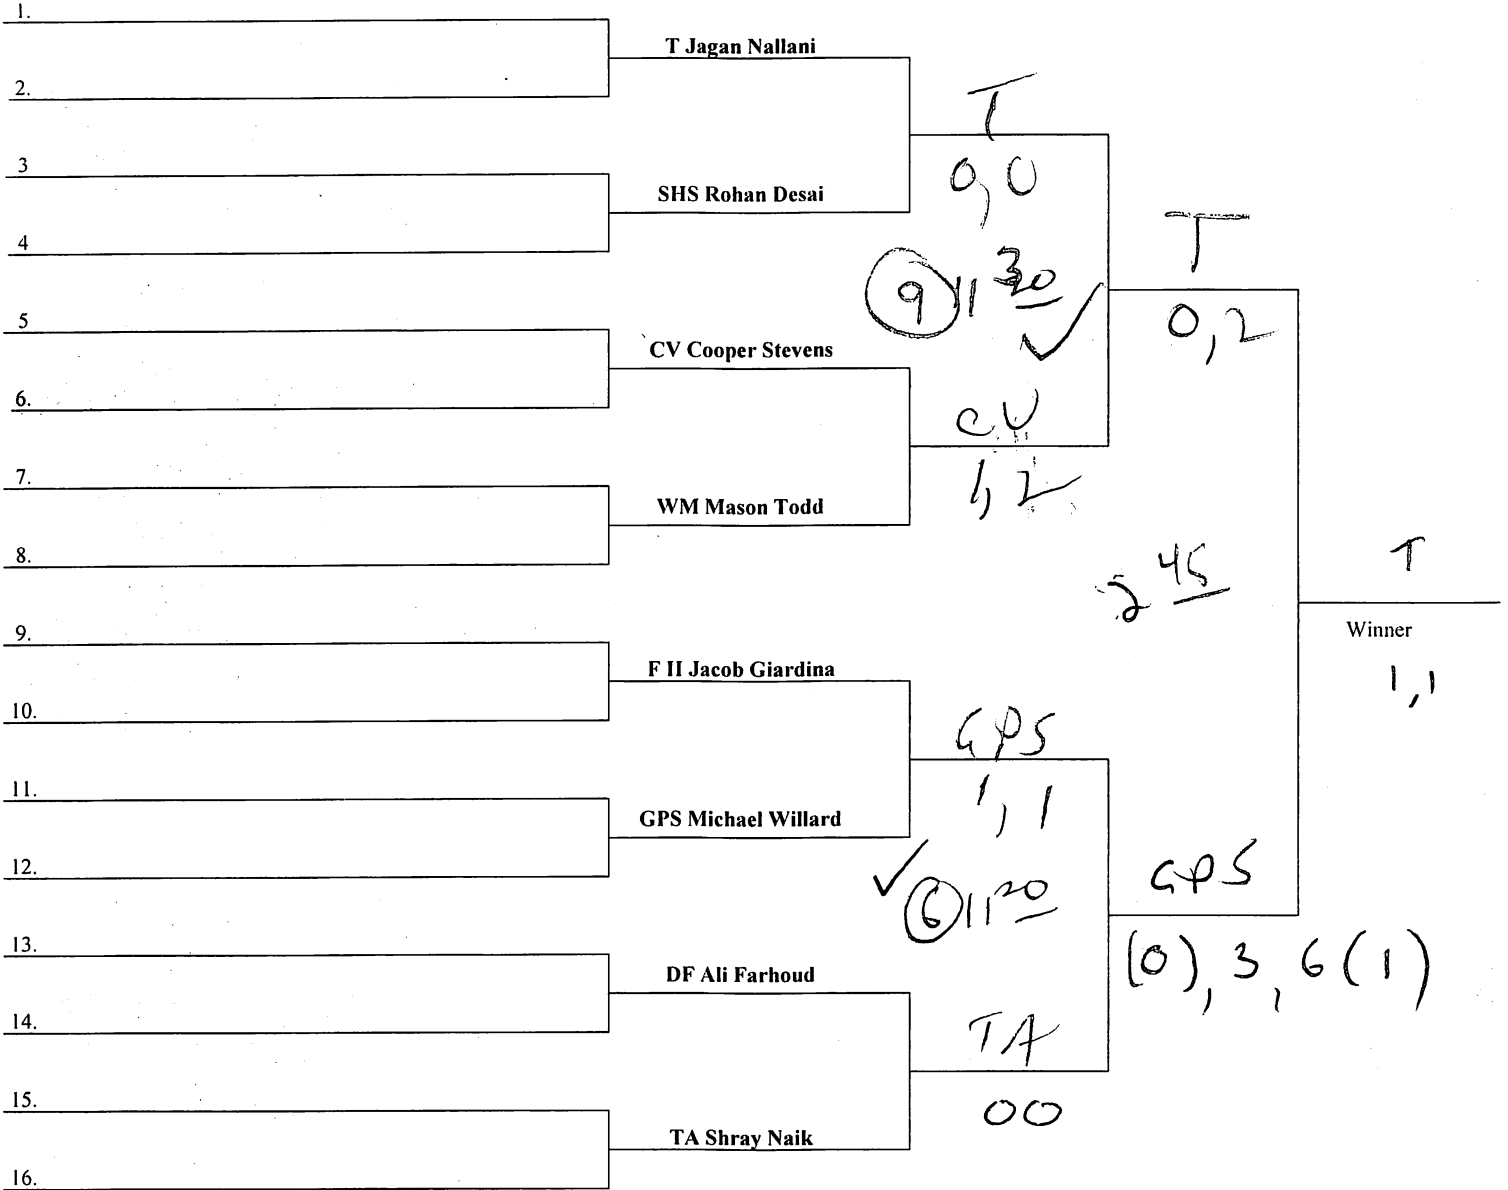 1.
T Jagan Nallani
2.
T
0, 0
3
SHS Rohan Desai
4
T
0, 2
9 11 30
5
CV Cooper Stevens
6.
CV
1, 2
7.
WM Mason Todd
8.
2 45
T
Winner
1, 1
9.
F II Jacob Giardina
10.
GPS
1, 1
11.
GPS Michael Willard
12.
6 11 20
GPS
(0), 3, 6 (1)
13.
DF Ali Farhoud
14.
TA
00
15.
TA Shray Naik
16.